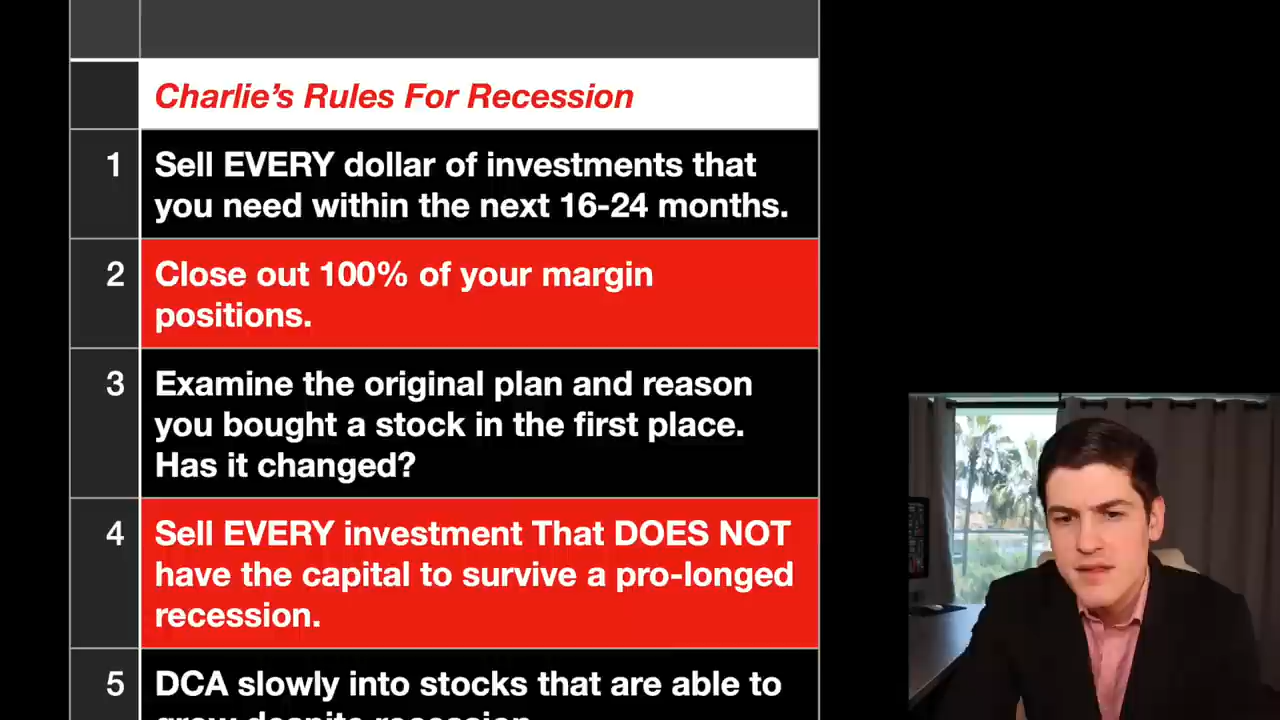 Charlie's Rules For Recession
1 Sell EVERY dollar of investments that
you need within the next 16-24 months.
2 Close out 100% of your margin
positions.
3 Examine the original plan and reason
you bought a stock in the first place.
Has it changed?
4 Sell EVERY investment That DOES NOT
have the capital to survive a pro-longed
recession.
5 DCA slowly into stocks that are able to
grow despite recession